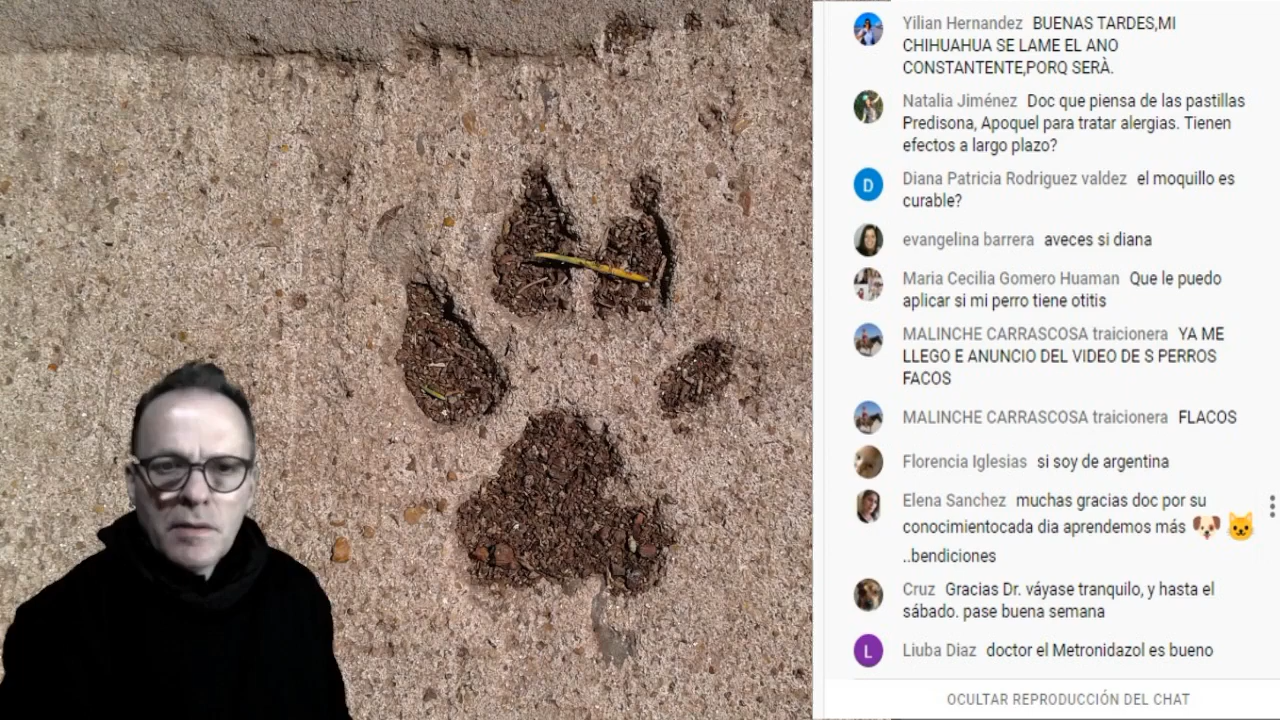 Yilian Hernandez BUENAS TARDES,MI
CHIHUAHUA SE LAME EL ANO
CONSTANTENTE,PORQ SERÀ.
Natalia Jiménez Doc que piensa de las pastillas
Predisona, Apoquel para tratar alergias. Tienen
efectos a largo plazo?
D
Diana Patricia Rodriguez valdez el moquillo es
curable?
evangelina barrera aveces si diana
Maria Cecilia Gomero Huaman Que le puedo
aplicar si mi perro tiene otitis
MALINCHE CARRASCOSA traicionera YA ME
LLEGO E ANUNCIO DEL VIDEO DE S PERROS
FACOS
MALINCHE CARRASCOSA traicionera FLACOS
Florencia Iglesias si soy de argentina
Elena Sanchez muchas gracias doc por su
conocimientocada dia aprendemos más 🐶 🐱
..bendiciones
Cruz Gracias Dr. váyase tranquilo, y hasta el
sábado. pase buena semana
L
Liuba Diaz doctor el Metronidazol es bueno
OCULTAR REPRODUCCIÓN DEL CHAT